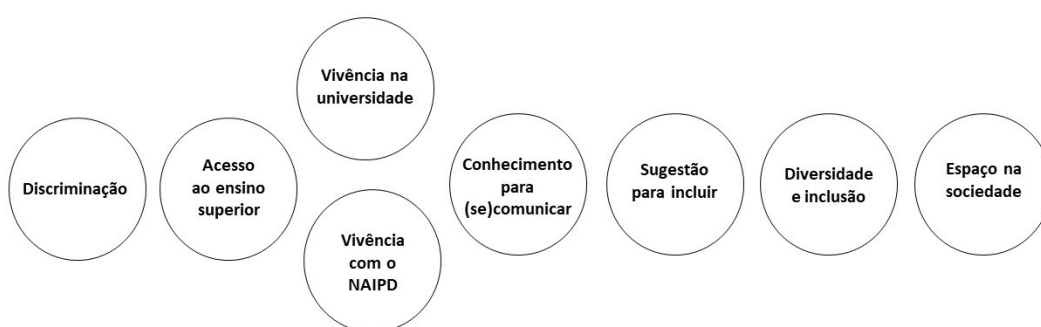 Discriminação
Acesso
ao ensino
superior
Vivência na
universidade
Vivência
com o
NAIPD
Conhecimento
para
(se)comunicar
Sugestão
para incluir
Diversidade
e inclusão
Espaço na
sociedade